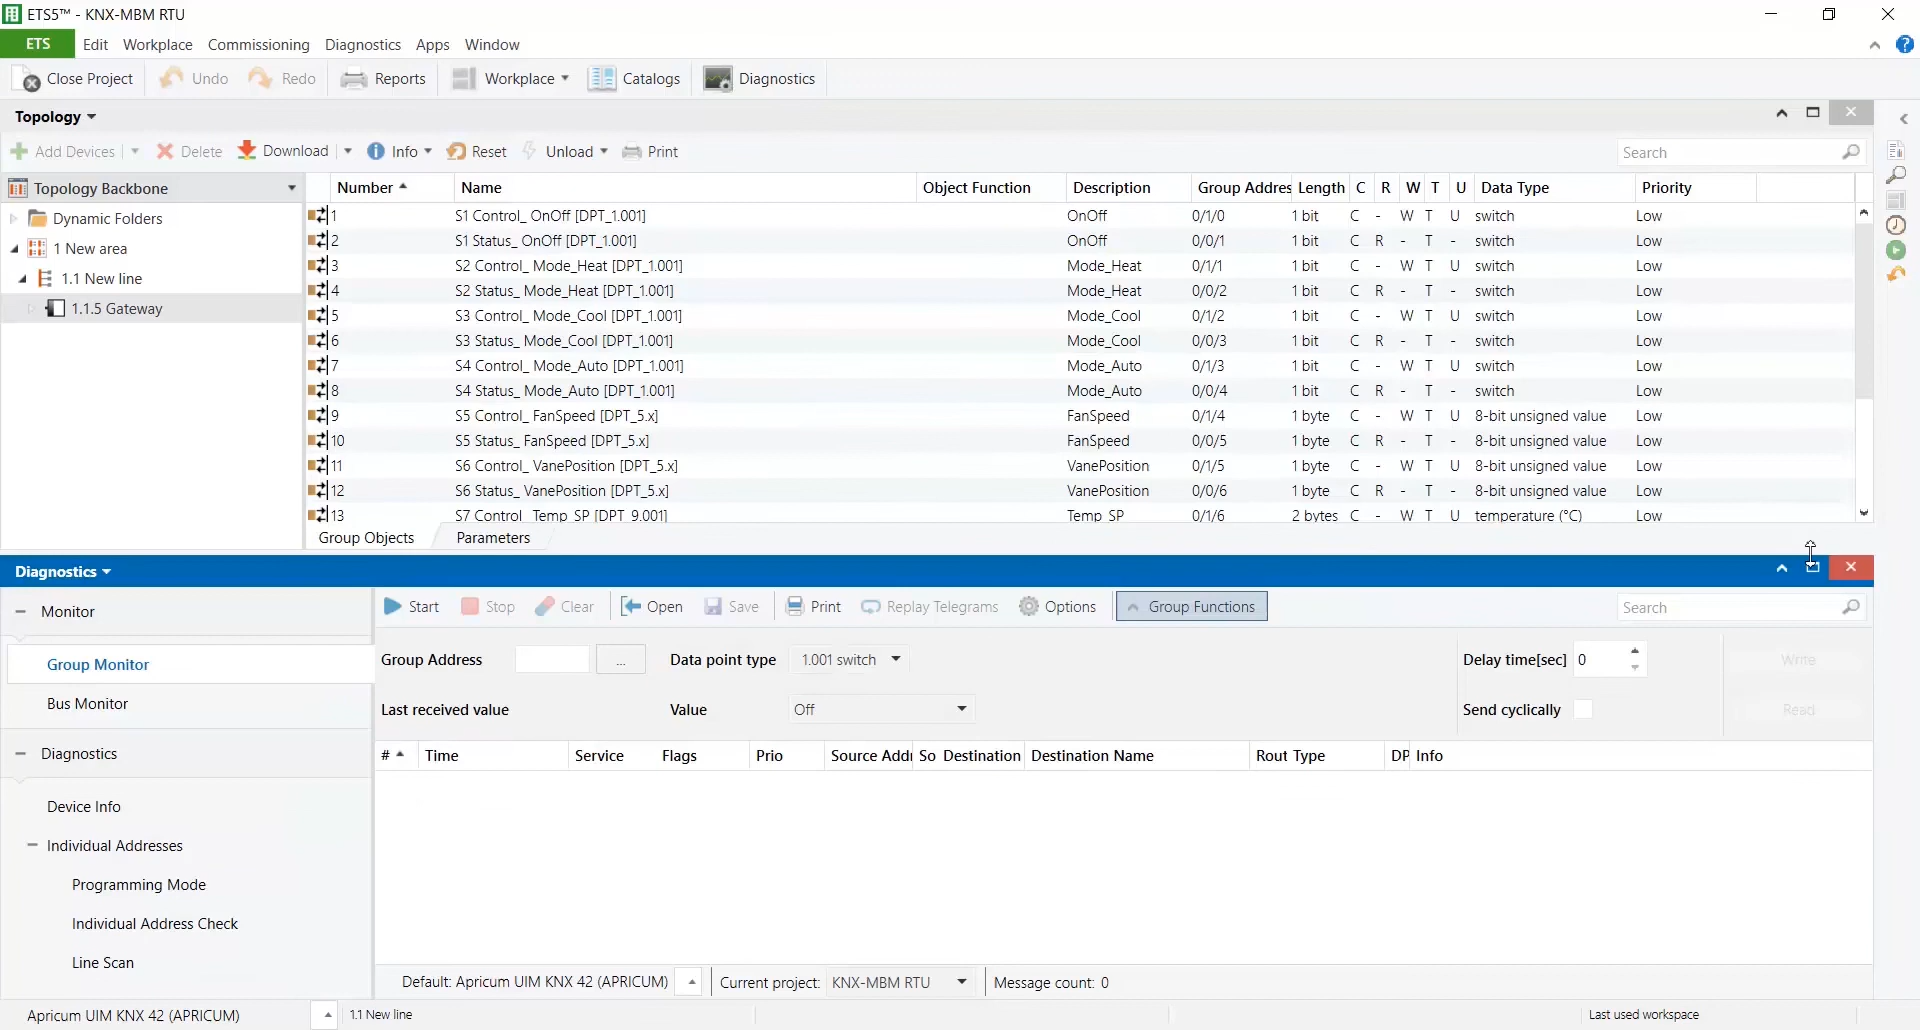 ETS5™ - KNX-MBM RTU
ETS Edit Workplace Commissioning Diagnostics Apps Window
Close Project Undo Redo Reports Workplace Catalogs Diagnostics
Topology
Add Devices Delete Download Info Reset Unload Print Search
Topology Backbone
Dynamic Folders
1 New area
1.1 New line
1.1.5 Gateway
Number Name Object Function Description Group Addres Length C R W T U Data Type Priority
1 S1 Control_ OnOff [DPT_1.001] OnOff 0/1/0 1 bit C - W T U switch Low
2 S1 Status_ OnOff [DPT_1.001] OnOff 0/0/1 1 bit C R - T - switch Low
3 S2 Control_ Mode_Heat [DPT_1.001] Mode_Heat 0/1/1 1 bit C - W T U switch Low
4 S2 Status_ Mode_Heat [DPT_1.001] Mode_Heat 0/0/2 1 bit C R - T - switch Low
5 S3 Control_ Mode_Cool [DPT_1.001] Mode_Cool 0/1/2 1 bit C - W T U switch Low
6 S3 Status_ Mode_Cool [DPT_1.001] Mode_Cool 0/0/3 1 bit C R - T - switch Low
7 S4 Control_ Mode_Auto [DPT_1.001] Mode_Auto 0/1/3 1 bit C - W T U switch Low
8 S4 Status_ Mode_Auto [DPT_1.001] Mode_Auto 0/0/4 1 bit C R - T - switch Low
9 S5 Control_ FanSpeed [DPT_5.x] FanSpeed 0/1/4 1 byte C - W T U 8-bit unsigned value Low
10 S5 Status_ FanSpeed [DPT_5.x] FanSpeed 0/0/5 1 byte C R - T - 8-bit unsigned value Low
11 S6 Control_ VanePosition [DPT_5.x] VanePosition 0/1/5 1 byte C - W T U 8-bit unsigned value Low
12 S6 Status_ VanePosition [DPT_5.x] VanePosition 0/0/6 1 byte C R - T - 8-bit unsigned value Low
13 S7 Control_ Temp_SP [DPT_9.001] Temp_SP 0/1/6 2 bytes C - W T U temperature (°C) Low
Group Objects Parameters
Diagnostics
Monitor
Group Monitor
Bus Monitor
Diagnostics
Device Info
Individual Addresses
Programming Mode
Individual Address Check
Line Scan
Start Stop Clear Open Save Print Replay Telegrams Options Group Functions Search
Group Address ... Data point type 1.001 switch Delay time[sec] 0 Write
Last received value Value Off Send cyclically Read
# Time Service Flags Prio Source Addr So Destination Destination Name Rout Type DP Info
Default: Apricum UIM KNX 42 (APRICUM) Current project: KNX-MBM RTU Message count: 0
Apricum UIM KNX 42 (APRICUM) 1.1 New line Last used workspace